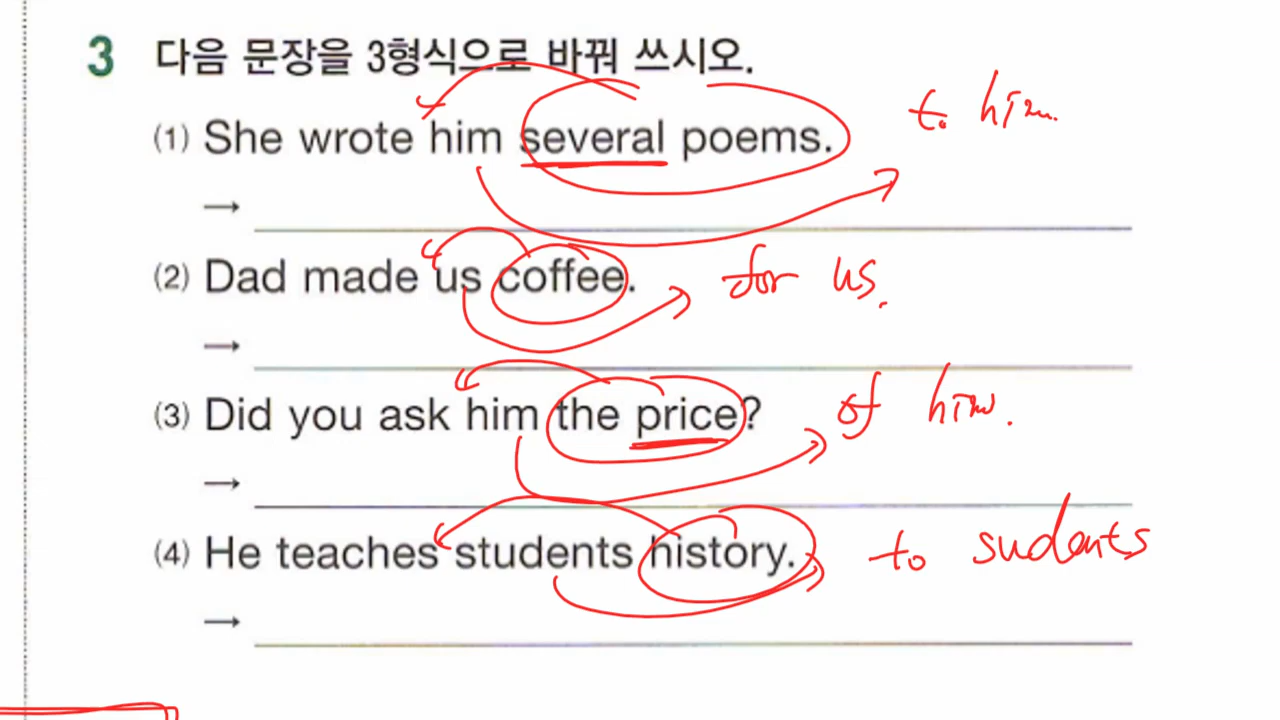 3 다음 문장을 3형식으로 바꿔 쓰시오.
(1) She wrote him several poems. to him.
→
(2) Dad made us coffee. for us.
→
(3) Did you ask him the price? of him.
→
(4) He teaches students history. to sudents
→